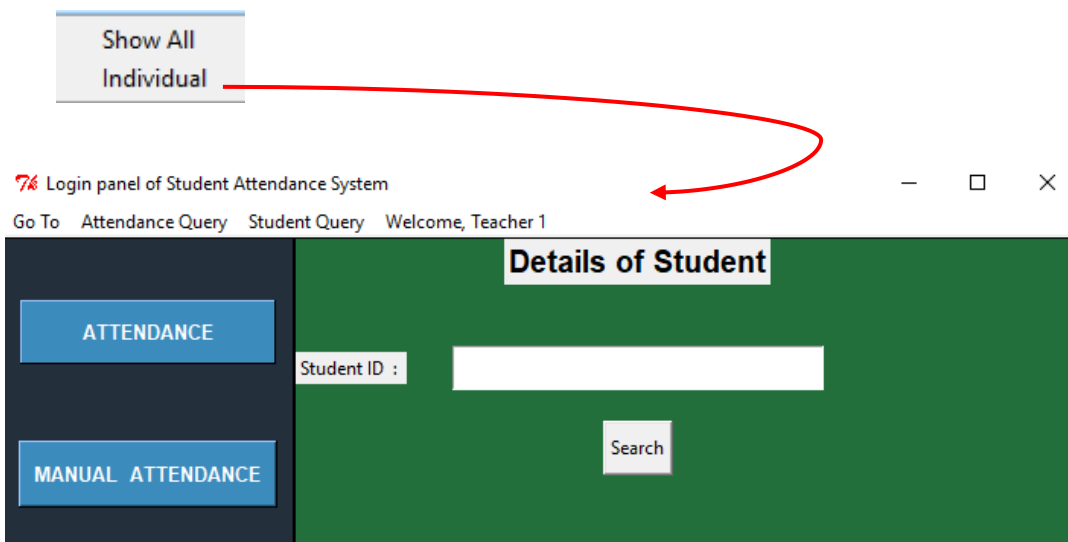 Show All
Individual
Login panel of Student Attendance System
Go To Attendance Query Student Query Welcome, Teacher 1
Details of Student
ATTENDANCE
Student ID :
Search
MANUAL ATTENDANCE